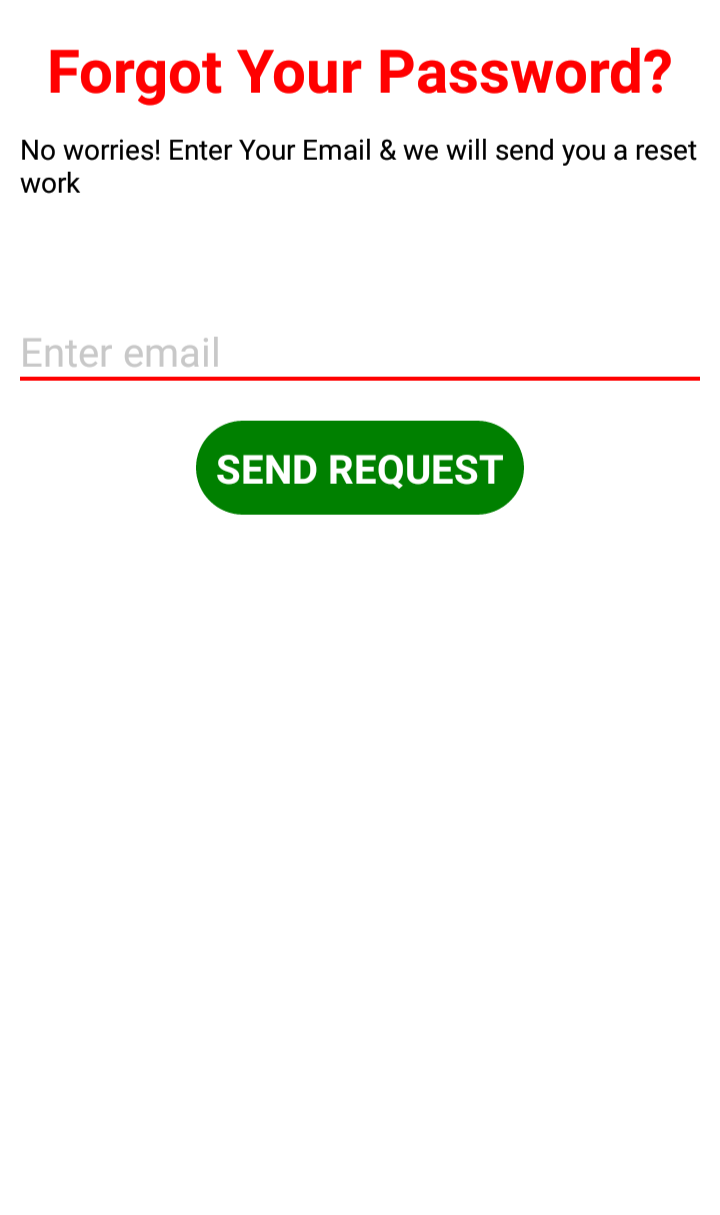 Forgot Your Password?
No worries! Enter Your Email & we will send you a reset
work
Enter email
SEND REQUEST